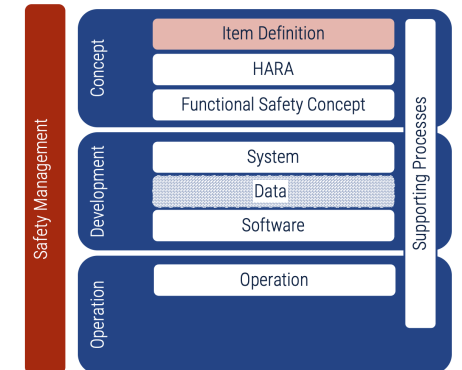 Safety Management
Concept
Item Definition
HARA
Functional Safety Concept
Development
System
Data
Software
Operation
Operation
Supporting Processes